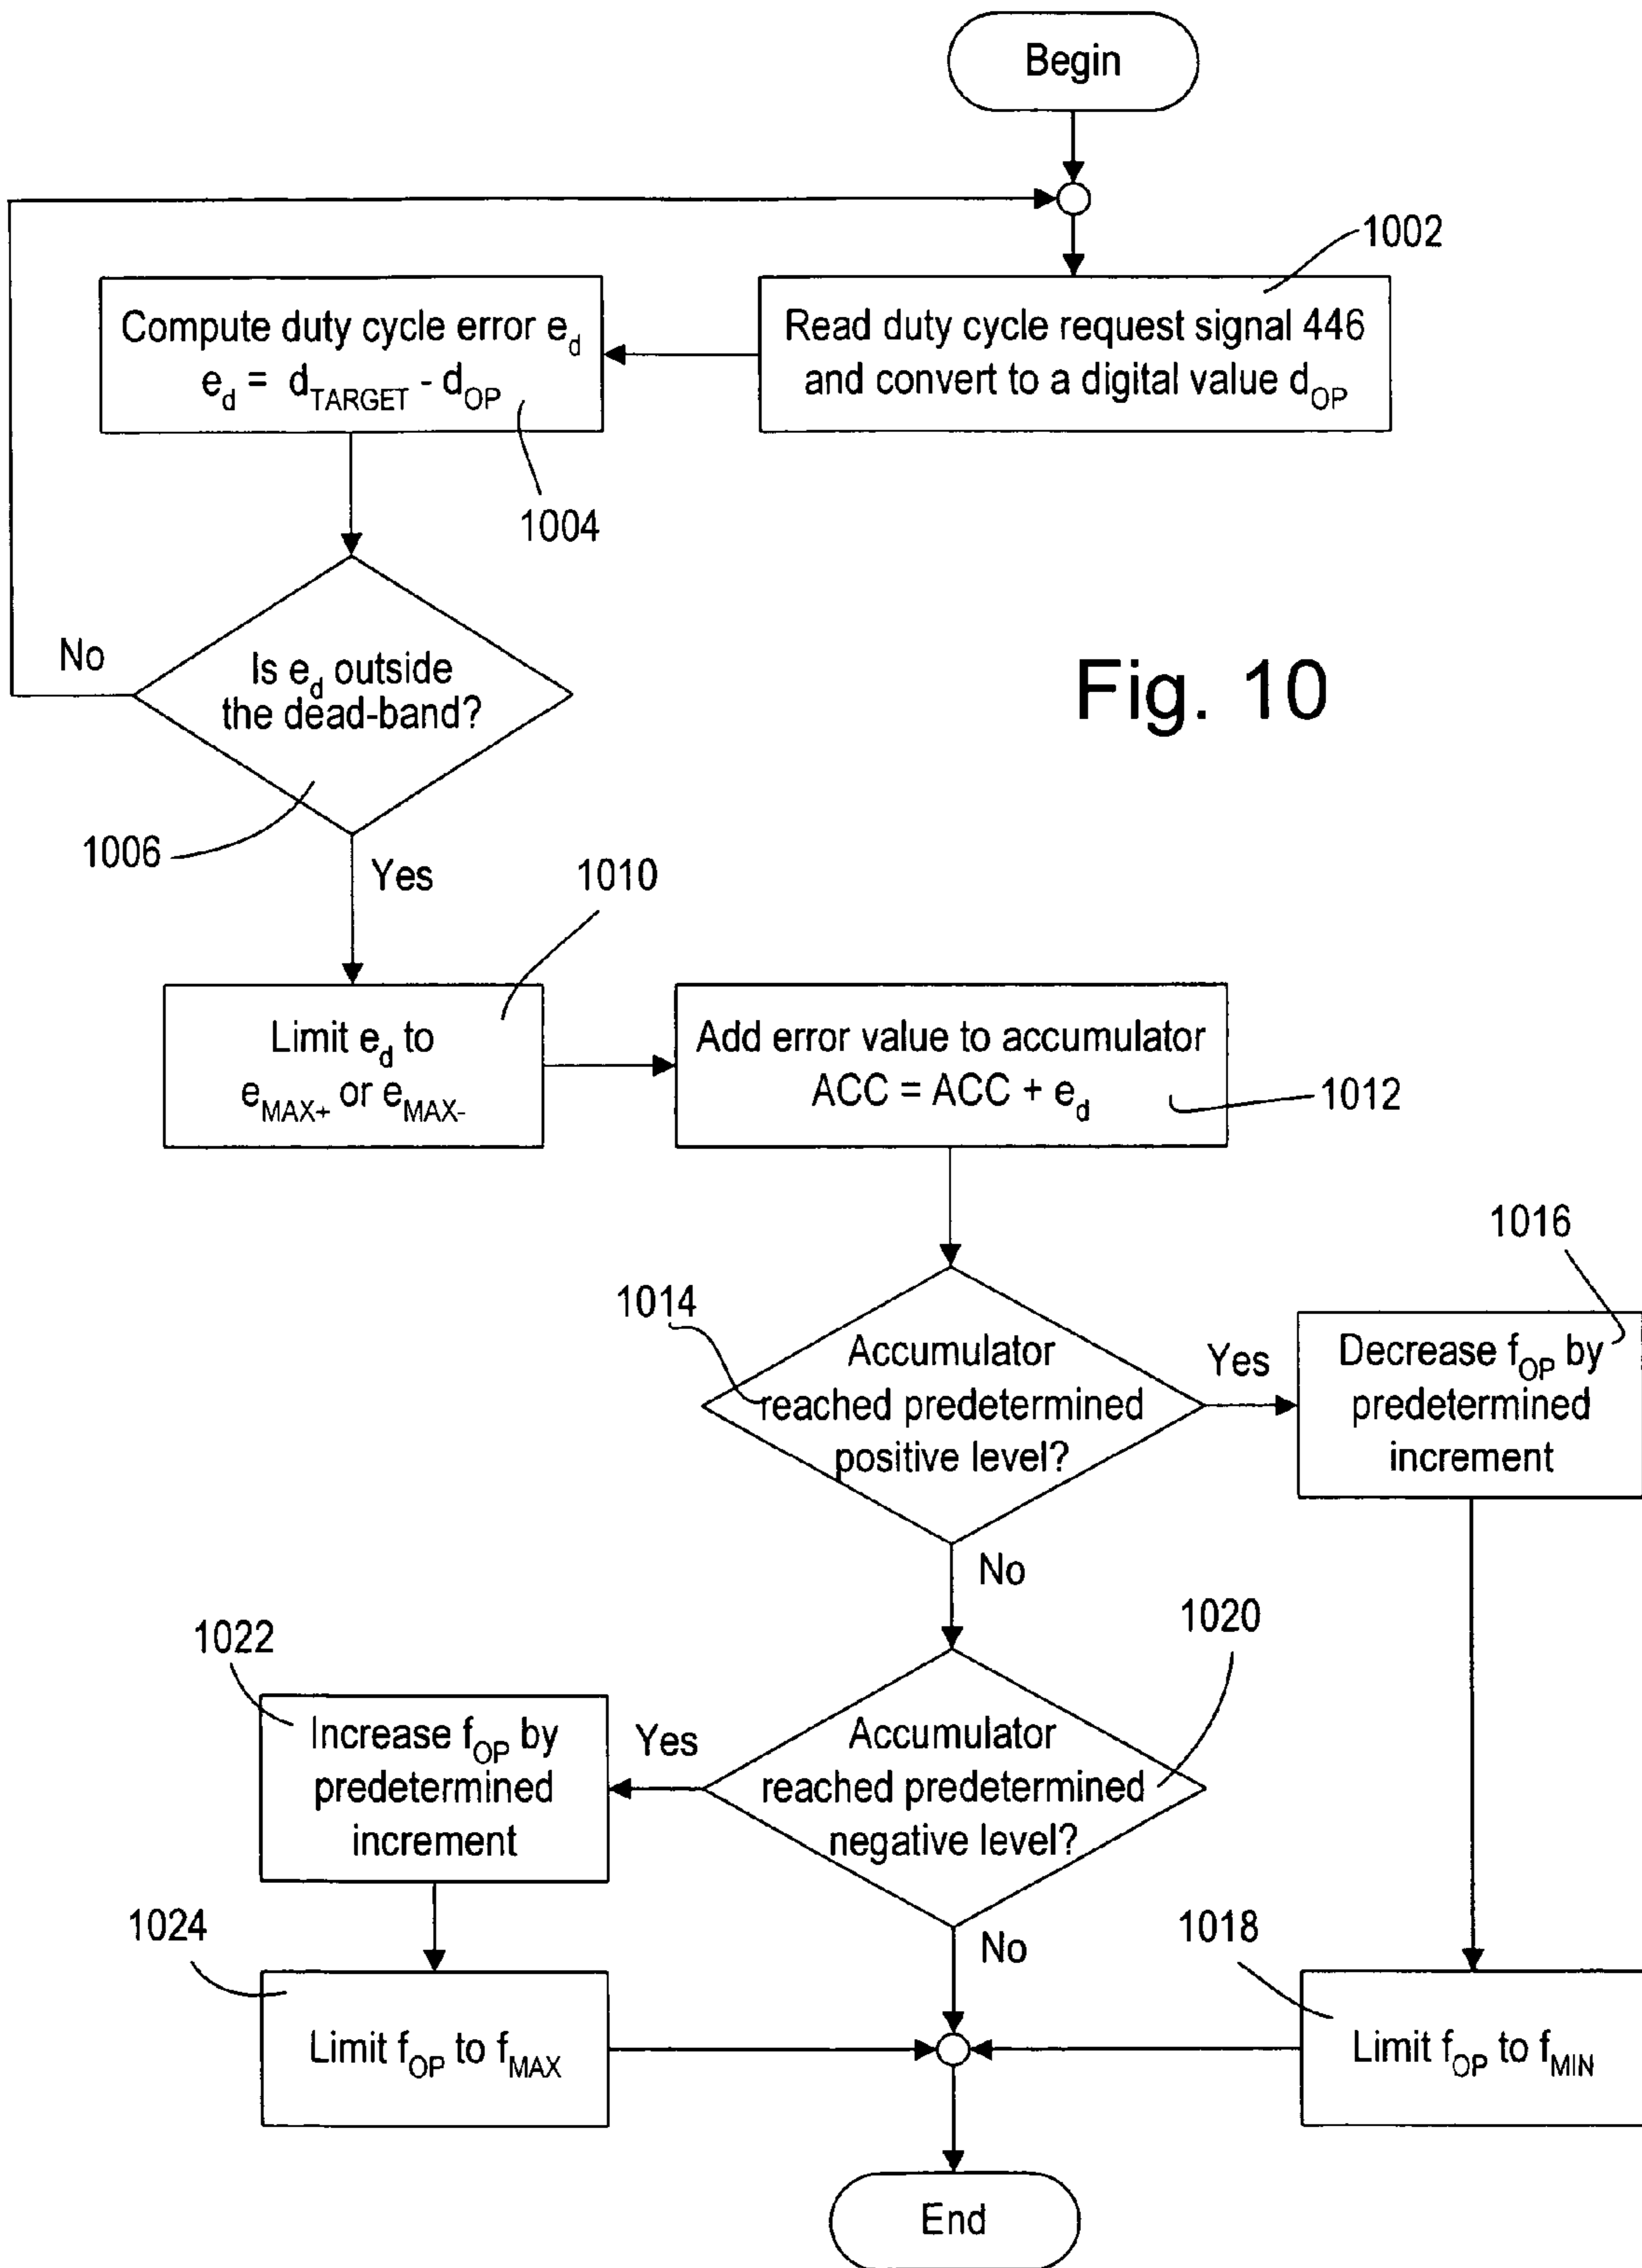 Begin
1002
Read duty cycle request signal 446
and convert to a digital value d_OP
Compute duty cycle error e_d
e_d = d_TARGET - d_OP
1004
No
Is e_d outside
the dead-band?
Fig. 10
1006
Yes
1010
Limit e_d to
e_MAX+ or e_MAX-
Add error value to accumulator
ACC = ACC + e_d
1012
1014
Accumulator
reached predetermined
positive level?
Yes
1016
Decrease f_OP by
predetermined
increment
No
1020
1022
Increase f_OP by
predetermined
increment
Yes
Accumulator
reached predetermined
negative level?
No
1024
Limit f_OP to f_MAX
1018
Limit f_OP to f_MIN
End